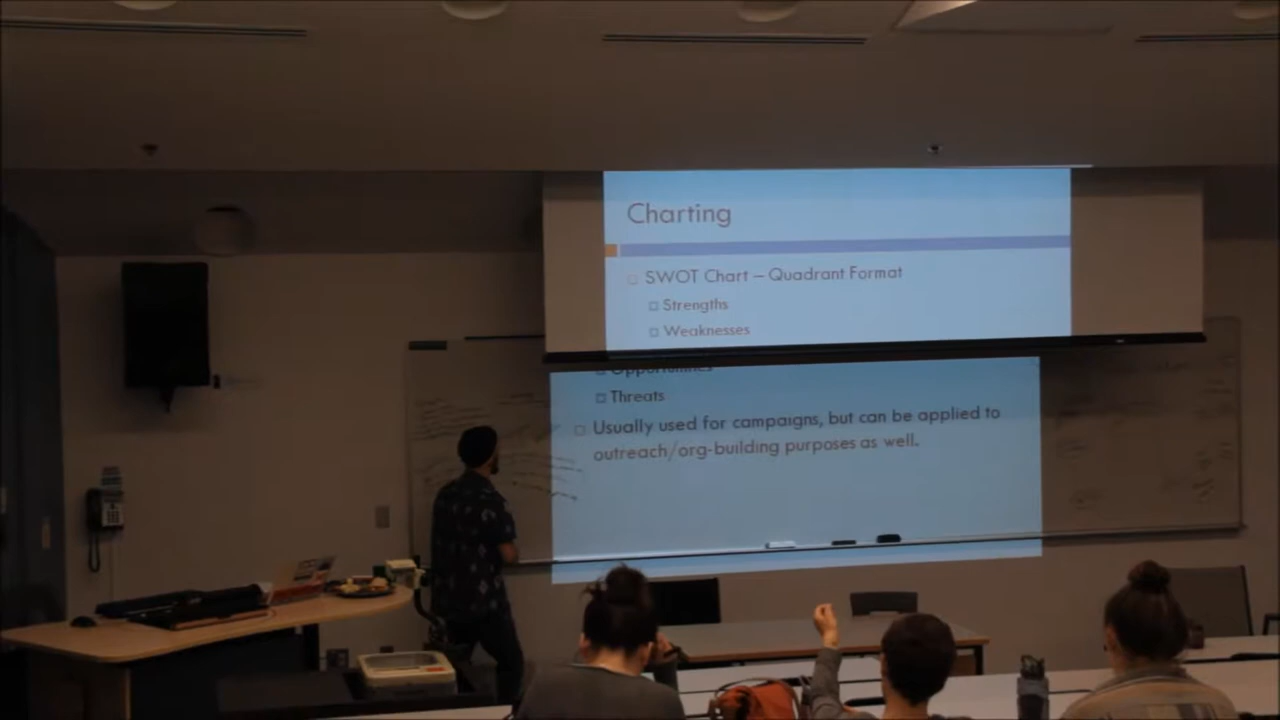 Charting
SWOT Chart – Quadrant Format
Strengths
Weaknesses
Opportunities
Threats
Usually used for campaigns, but can be applied to
outreach/org-building purposes as well.